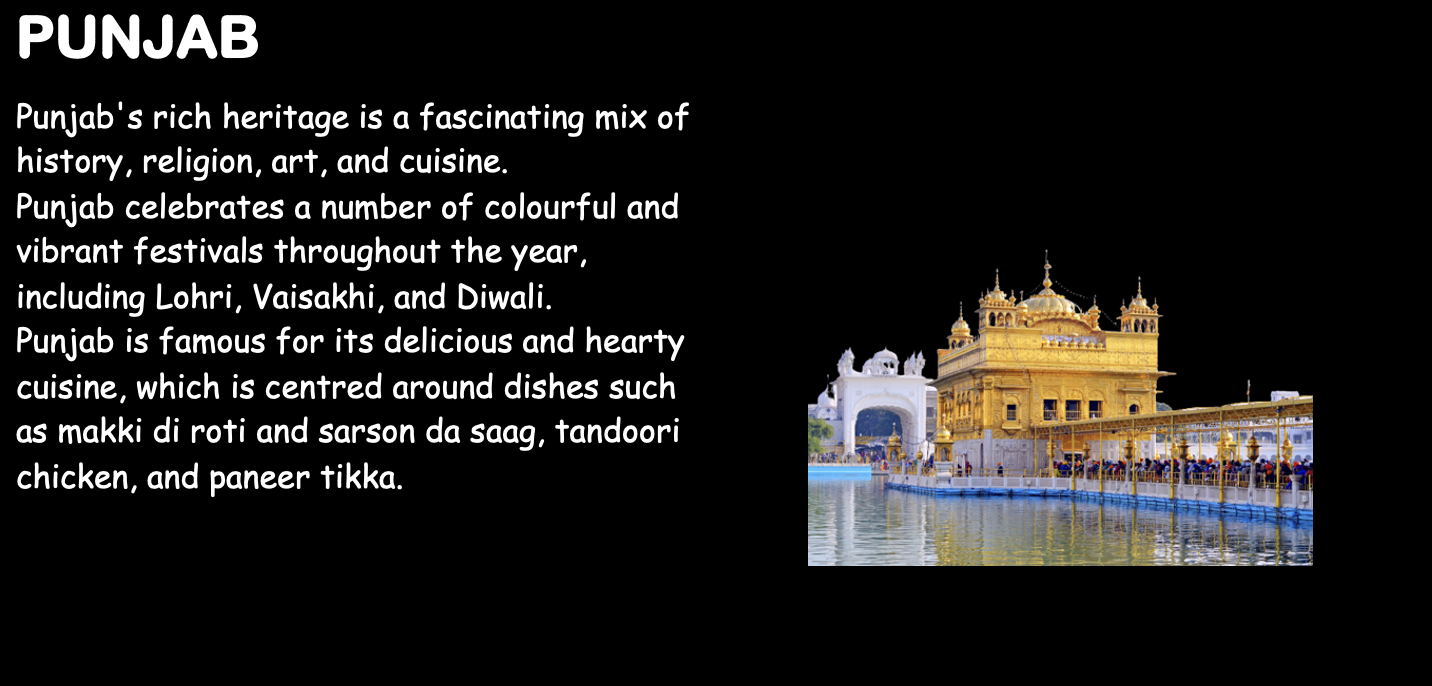 PUNJAB
Punjab's rich heritage is a fascinating mix of
history, religion, art, and cuisine.
Punjab celebrates a number of colourful and
vibrant festivals throughout the year,
including Lohri, Vaisakhi, and Diwali.
Punjab is famous for its delicious and hearty
cuisine, which is centred around dishes such
as makki di roti and sarson da saag, tandoori
chicken, and paneer tikka.